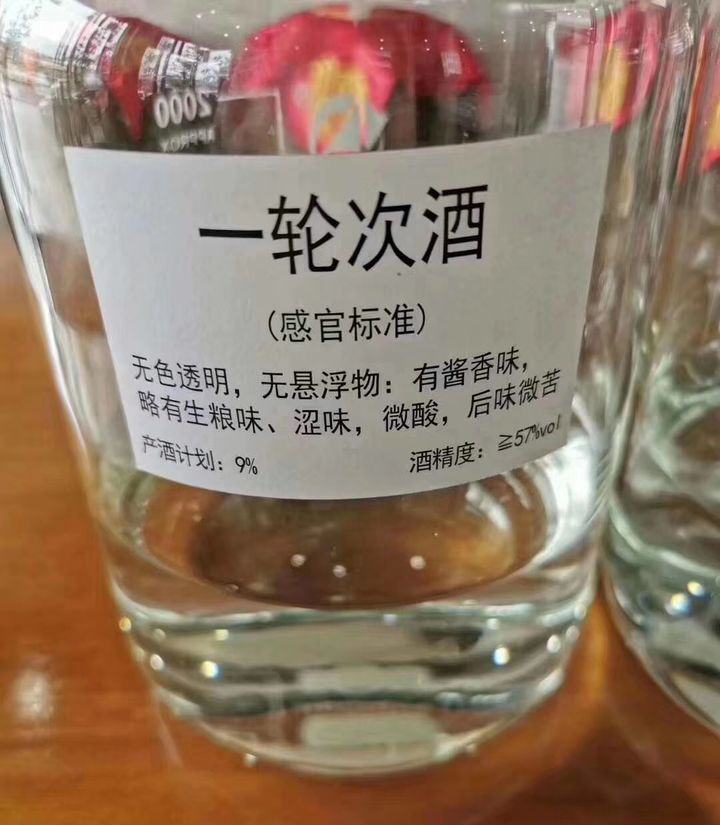 2000
APPROX
一轮次酒
(感官标准)
无色透明，无悬浮物：有酱香味，
略有生粮味、涩味，微酸，后味微苦
产酒计划：9%
酒精度：≧57%vol